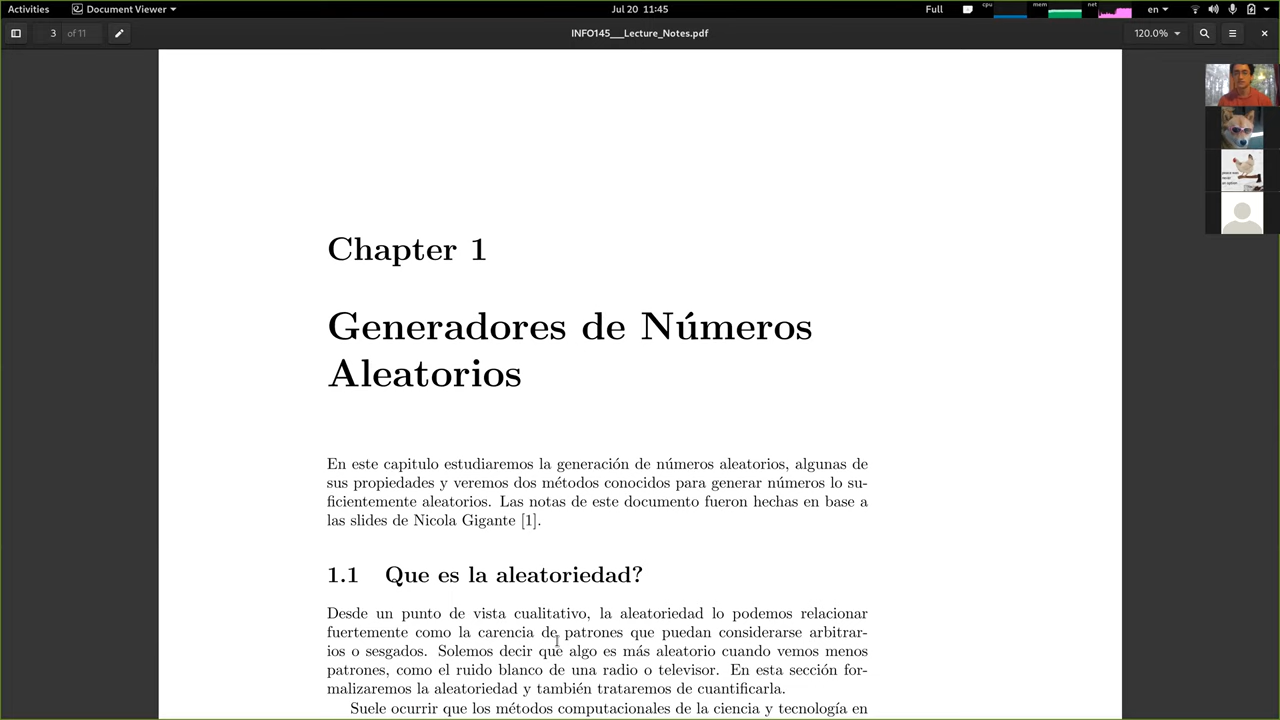 Activities Document Viewer Jul 20 11:45 Full cpu mem net en
3 of 11 INFO145__Lecture_Notes.pdf 120.0%
Chapter 1
Generadores de Números
Aleatorios
En este capitulo estudiaremos la generación de números aleatorios, algunas de
sus propiedades y veremos dos métodos conocidos para generar números lo su-
ficientemente aleatorios. Las notas de este documento fueron hechas en base a
las slides de Nicola Gigante [1].
1.1 Que es la aleatoriedad?
Desde un punto de vista cualitativo, la aleatoriedad lo podemos relacionar
fuertemente como la carencia de patrones que puedan considerarse arbitrar-
ios o sesgados. Solemos decir que algo es más aleatorio cuando vemos menos
patrones, como el ruido blanco de una radio o televisor. En esta sección for-
malizaremos la aleatoriedad y también trataremos de cuantificarla.
Suele ocurrir que los métodos computacionales de la ciencia y tecnología en